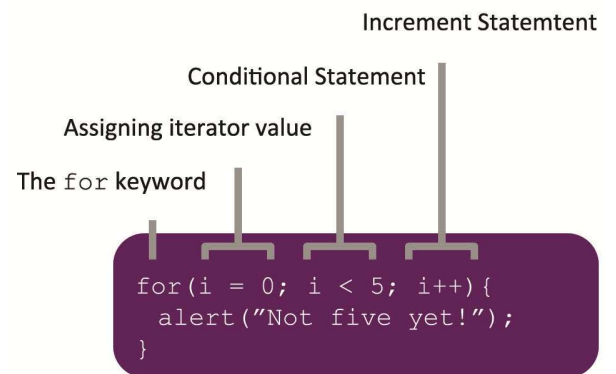 Increment Statemtent
Conditional Statement
Assigning iterator value
The for keyword
for(i = 0; i < 5; i++){
alert(”Not five yet!”);
}